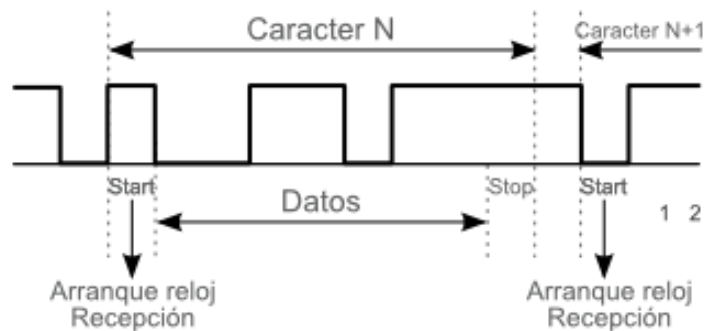 Caracter N
Caracter N+1
Start
Datos
Stop
Start
1 2
Arranque reloj
Recepción
Arranque reloj
Recepción